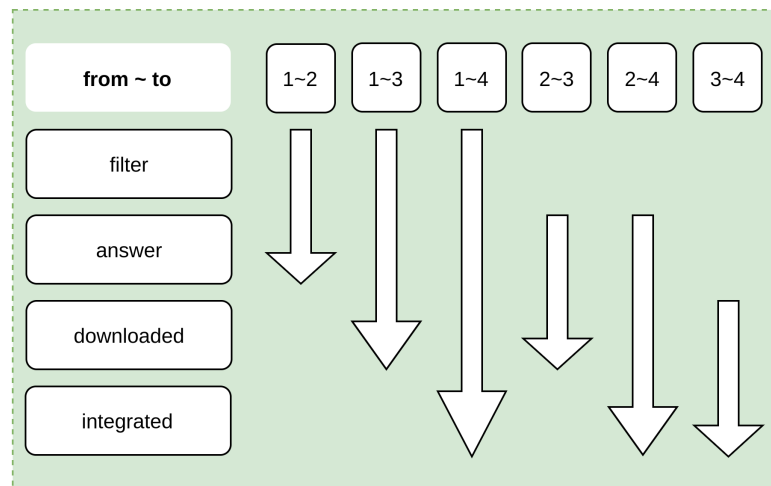 from ~ to
1~2
1~3
1~4
2~3
2~4
3~4
filter
answer
downloaded
integrated